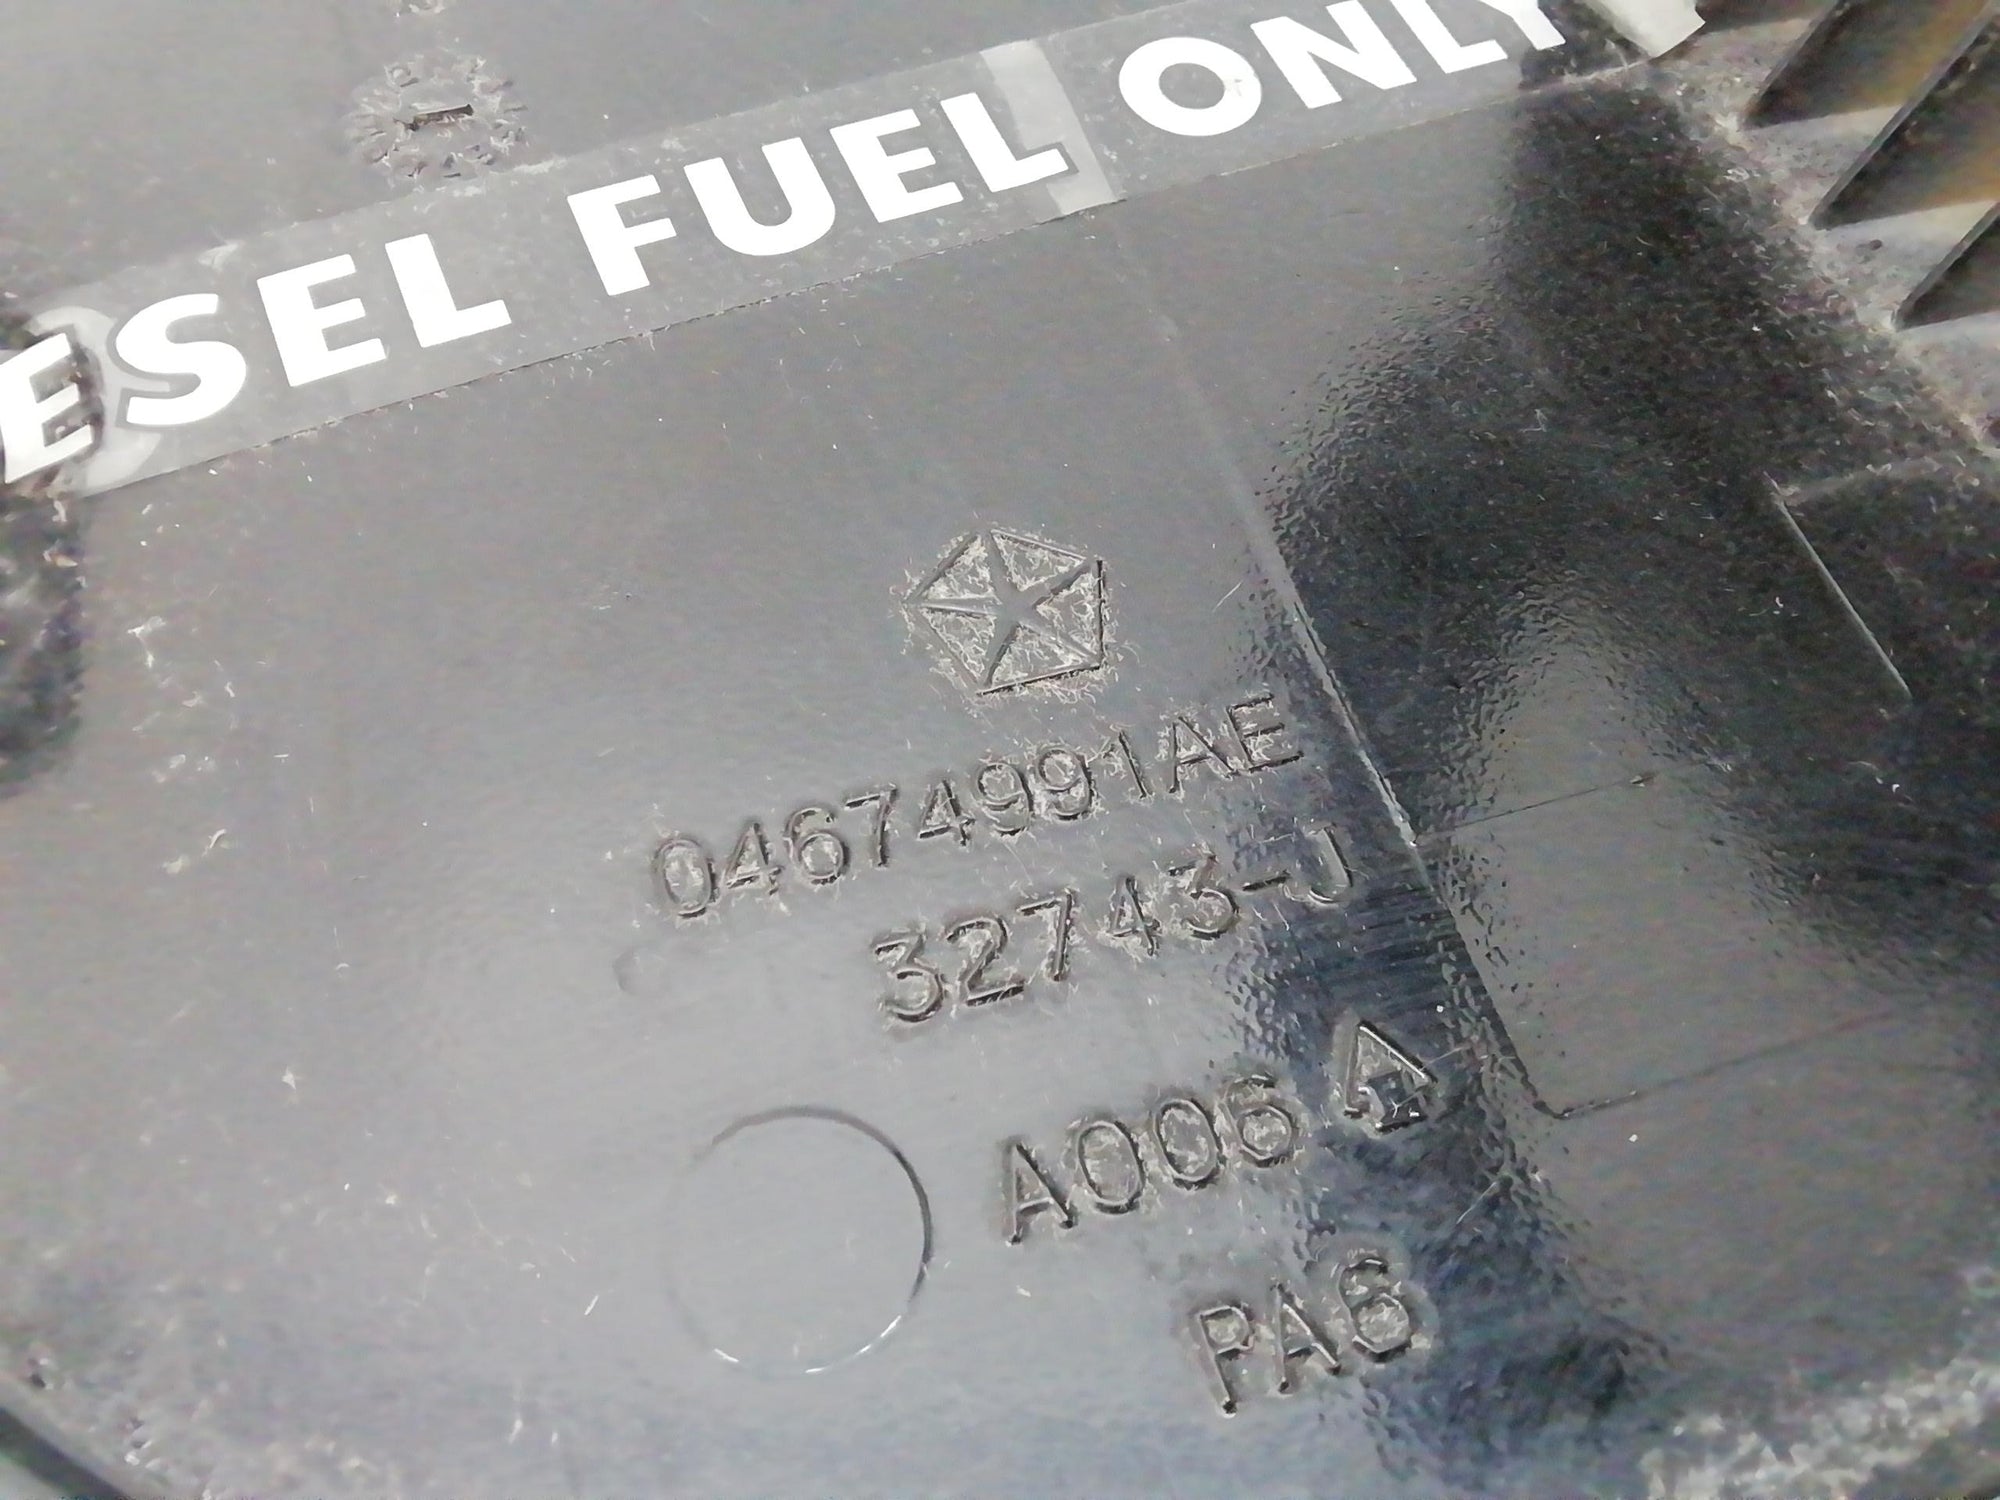 ESEL FUEL ONLY
04674991AE
32743-J
A006
PA6